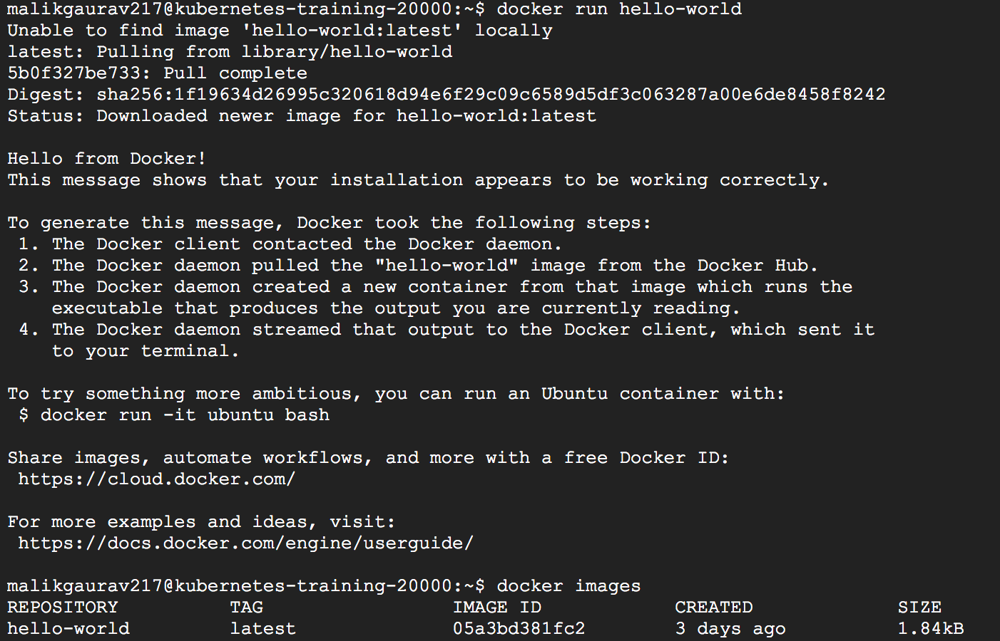 malikgaurav217@kubernetes-training-20000:~$ docker run hello-world
Unable to find image 'hello-world:latest' locally
latest: Pulling from library/hello-world
5b0f327be733: Pull complete
Digest: sha256:1f19634d26995c320618d94e6f29c09c6589d5df3c063287a00e6de8458f8242
Status: Downloaded newer image for hello-world:latest

Hello from Docker!
This message shows that your installation appears to be working correctly.

To generate this message, Docker took the following steps:
 1. The Docker client contacted the Docker daemon.
 2. The Docker daemon pulled the "hello-world" image from the Docker Hub.
 3. The Docker daemon created a new container from that image which runs the
    executable that produces the output you are currently reading.
 4. The Docker daemon streamed that output to the Docker client, which sent it
    to your terminal.

To try something more ambitious, you can run an Ubuntu container with:
 $ docker run -it ubuntu bash

Share images, automate workflows, and more with a free Docker ID:
 https://cloud.docker.com/

For more examples and ideas, visit:
 https://docs.docker.com/engine/userguide/

malikgaurav217@kubernetes-training-20000:~$ docker images
REPOSITORY          TAG                 IMAGE ID            CREATED             SIZE
hello-world         latest              05a3bd381fc2        3 days ago          1.84kB